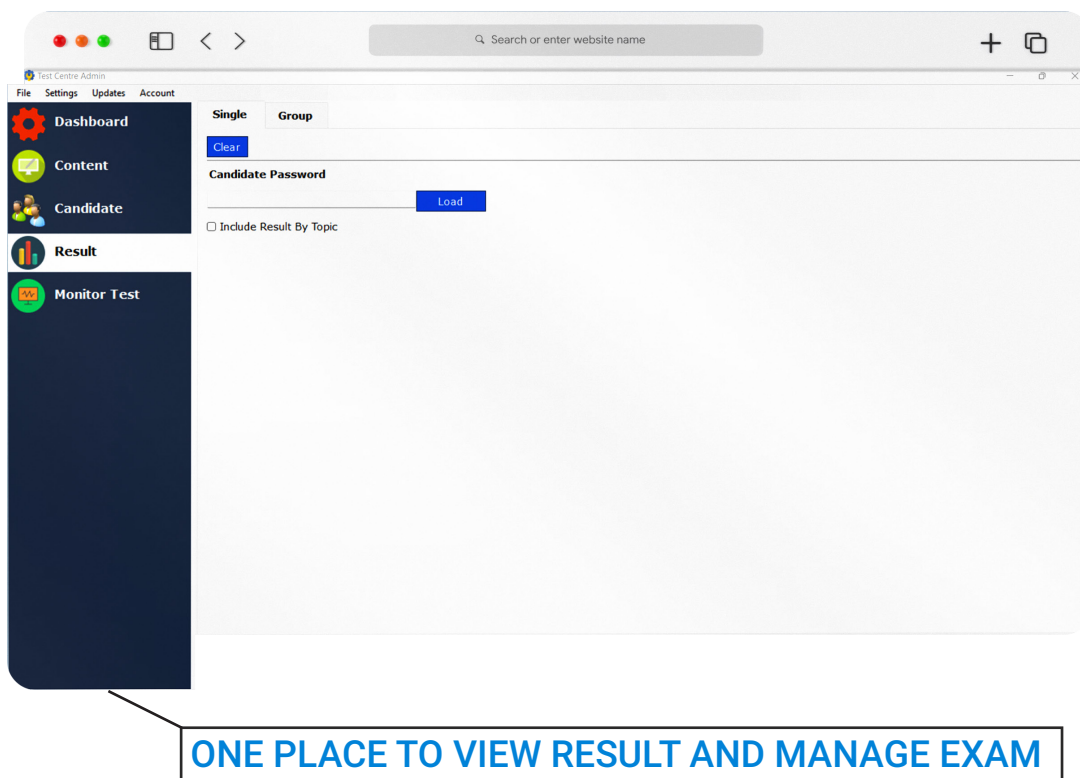 Search or enter website name
Test Centre Admin
File Settings Updates Account
Dashboard
Content
Candidate
Result
Monitor Test
Single Group
Clear
Candidate Password
Load
Include Result By Topic
ONE PLACE TO VIEW RESULT AND MANAGE EXAM